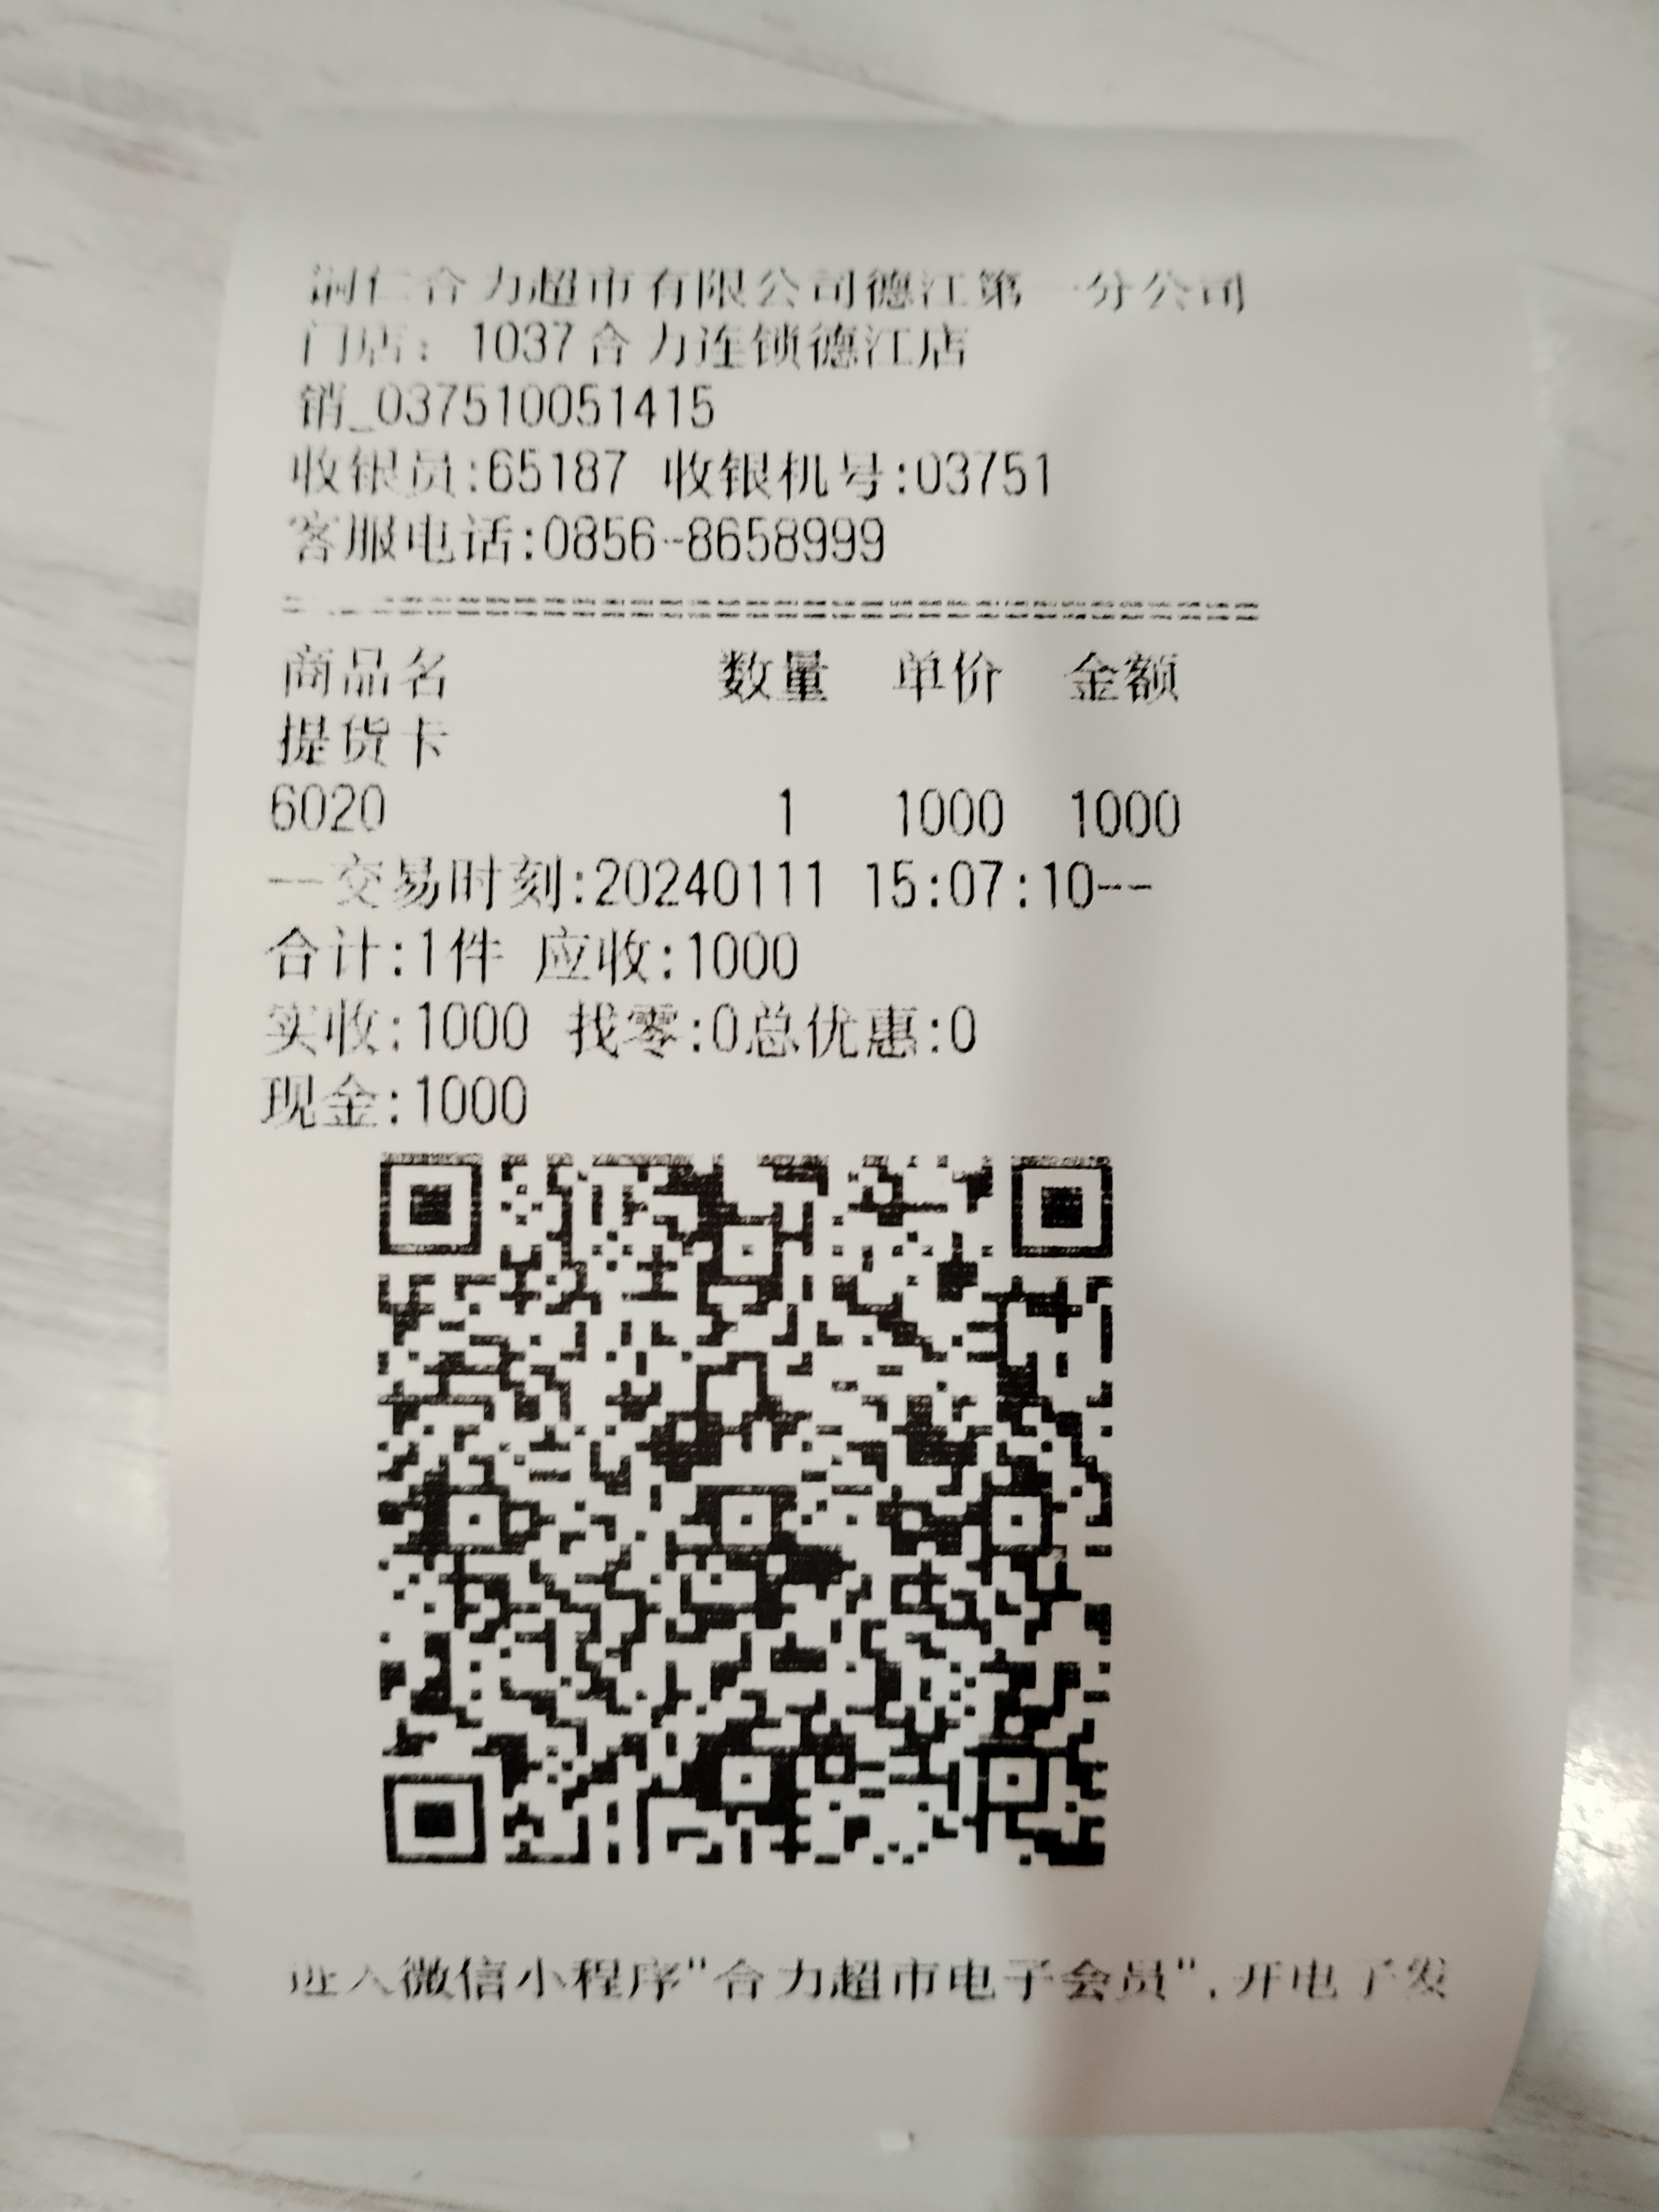 铜仁合力超市有限公司德江第一分公司
门店：1037合力连锁德江店
销_037510051415
收银员:65187 收银机号:03751
客服电话:0856-8658999
================================
商品名 数量 单价 金额
提货卡
6020 1 1000 1000
--交易时刻:20240111 15:07:10--
合计:1件 应收:1000
实收:1000 找零:0总优惠:0
现金:1000
进入微信小程序"合力超市电子会员",开电子发